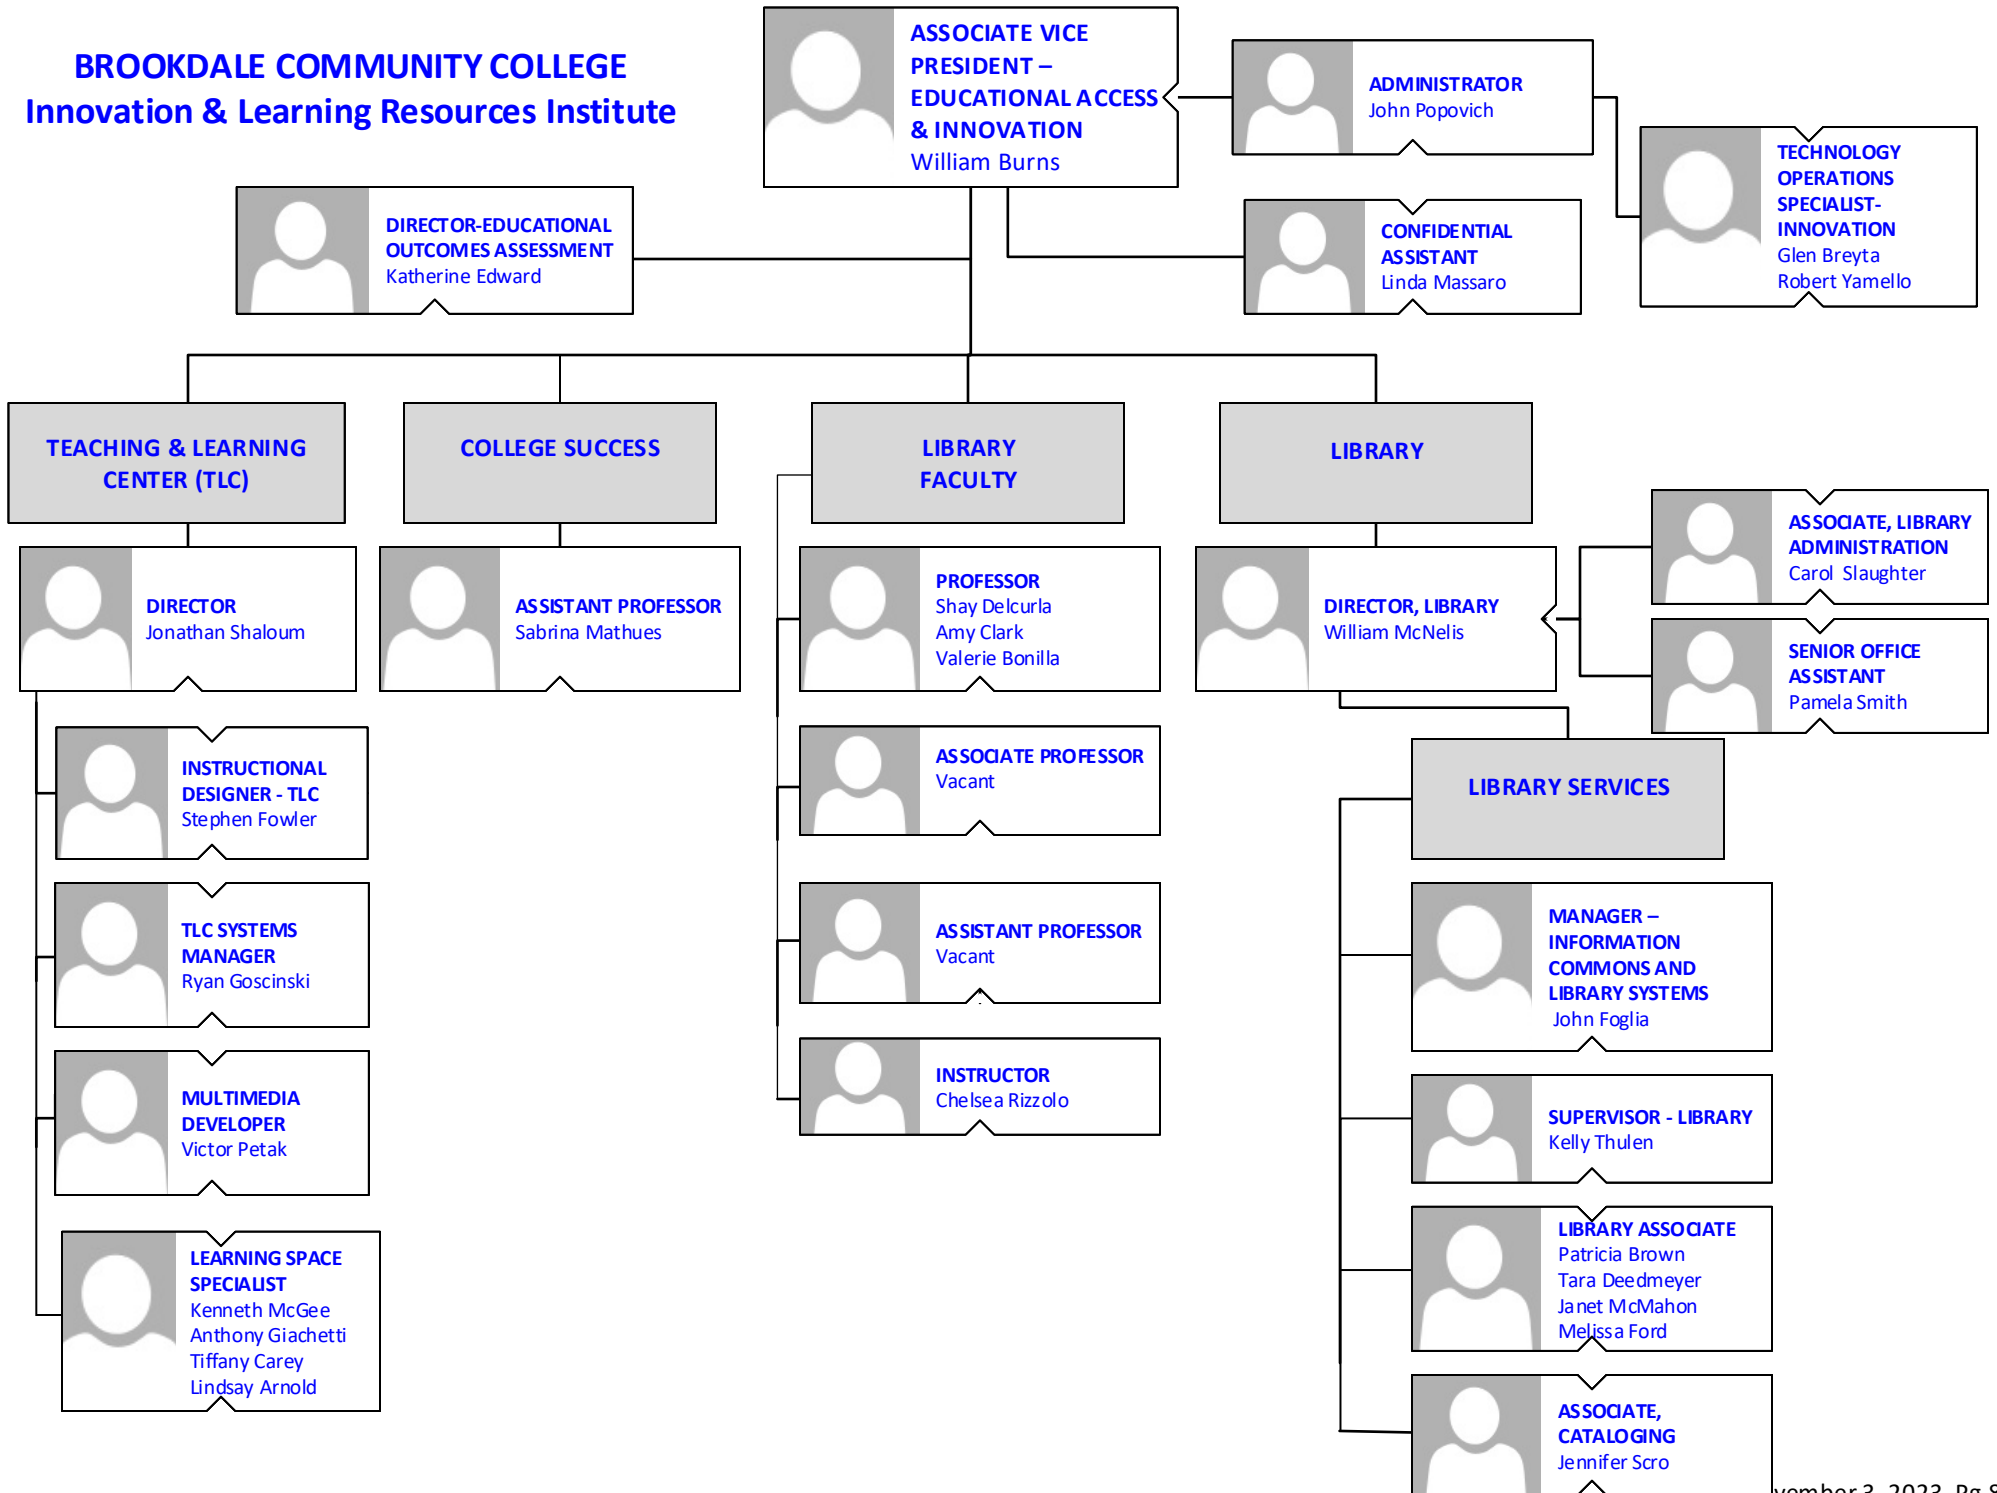 BROOKDALE COMMUNITY COLLEGE
Innovation & Learning Resources Institute
ASSOCIATE VICE
PRESIDENT –
EDUCATIONAL ACCESS
& INNOVATION
William Burns
ADMINISTRATOR
John Popovich
TECHNOLOGY
OPERATIONS
SPECIALIST-
INNOVATION
Glen Breyta
Robert Yamello
DIRECTOR-EDUCATIONAL
OUTCOMES ASSESSMENT
Katherine Edward
CONFIDENTIAL
ASSISTANT
Linda Massaro
TEACHING & LEARNING
CENTER (TLC)
COLLEGE SUCCESS
LIBRARY
FACULTY
LIBRARY
DIRECTOR
Jonathan Shaloum
ASSISTANT PROFESSOR
Sabrina Mathues
PROFESSOR
Shay Delcurla
Amy Clark
Valerie Bonilla
DIRECTOR, LIBRARY
William McNelis
ASSOCIATE, LIBRARY
ADMINISTRATION
Carol Slaughter
SENIOR OFFICE
ASSISTANT
Pamela Smith
INSTRUCTIONAL
DESIGNER - TLC
Stephen Fowler
TLC SYSTEMS
MANAGER
Ryan Goscinski
MULTIMEDIA
DEVELOPER
Victor Petak
LEARNING SPACE
SPECIALIST
Kenneth McGee
Anthony Giachetti
Tiffany Carey
Lindsay Arnold
ASSOCIATE PROFESSOR
Vacant
ASSISTANT PROFESSOR
Vacant
INSTRUCTOR
Chelsea Rizzolo
LIBRARY SERVICES
MANAGER –
INFORMATION
COMMONS AND
LIBRARY SYSTEMS
John Foglia
SUPERVISOR - LIBRARY
Kelly Thulen
LIBRARY ASSOCIATE
Patricia Brown
Tara Deedmeyer
Janet McMahon
Melissa Ford
ASSOCIATE,
CATALOGING
Jennifer Scro
3, 2023 Pg